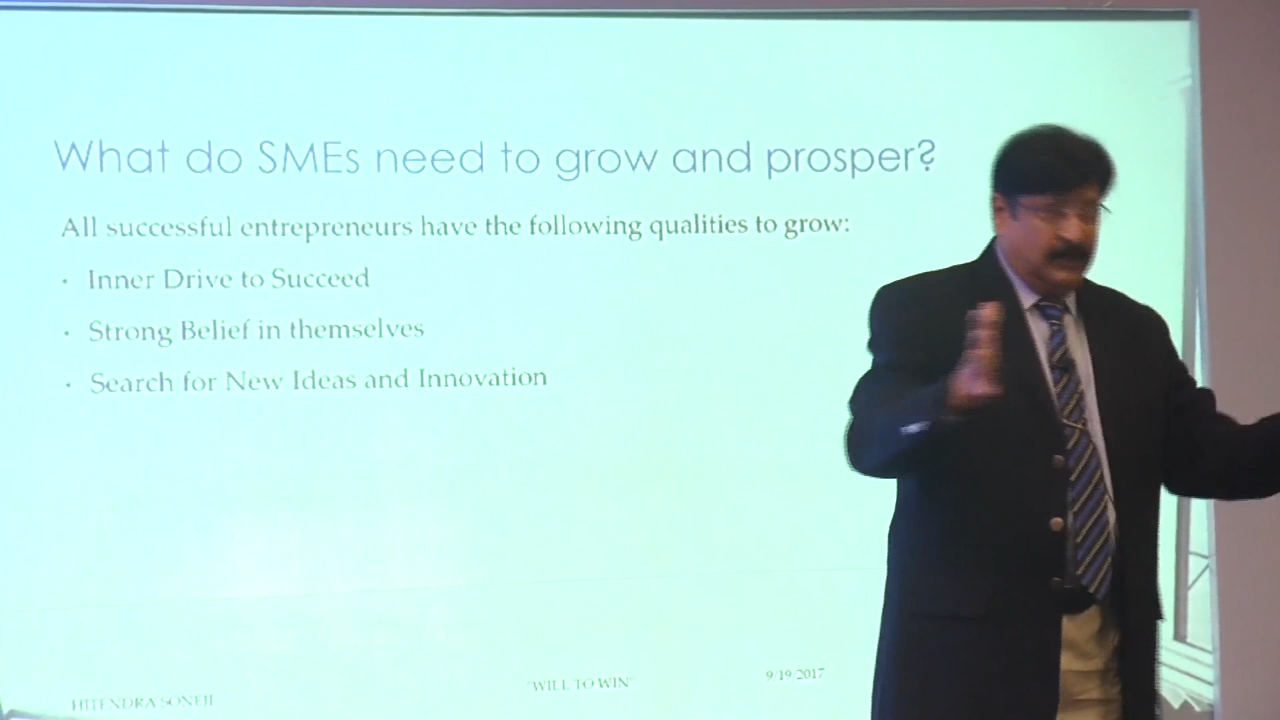 What do SMEs need to grow and prosper?
All successful entrepreneurs have the following qualities to grow:
• Inner Drive to Succeed
• Strong Belief in themselves
• Search for New Ideas and Innovation
HITENDRA SONEJI "WILL TO WIN" 9/19/2017